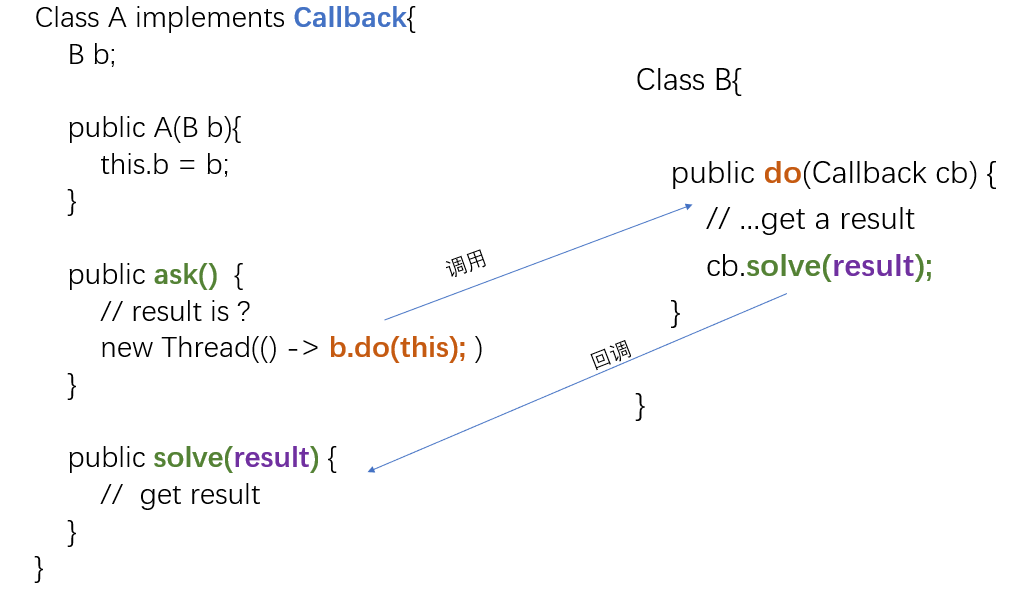 Class A implements Callback{
B b;
public A(B b){
this.b = b;
}
public ask() {
// result is ?
new Thread(() -> b.do(this); )
}
public solve(result) {
// get result
}
}
调用
回调
Class B{
public do(Callback cb) {
// ...get a result
cb.solve(result);
}
}